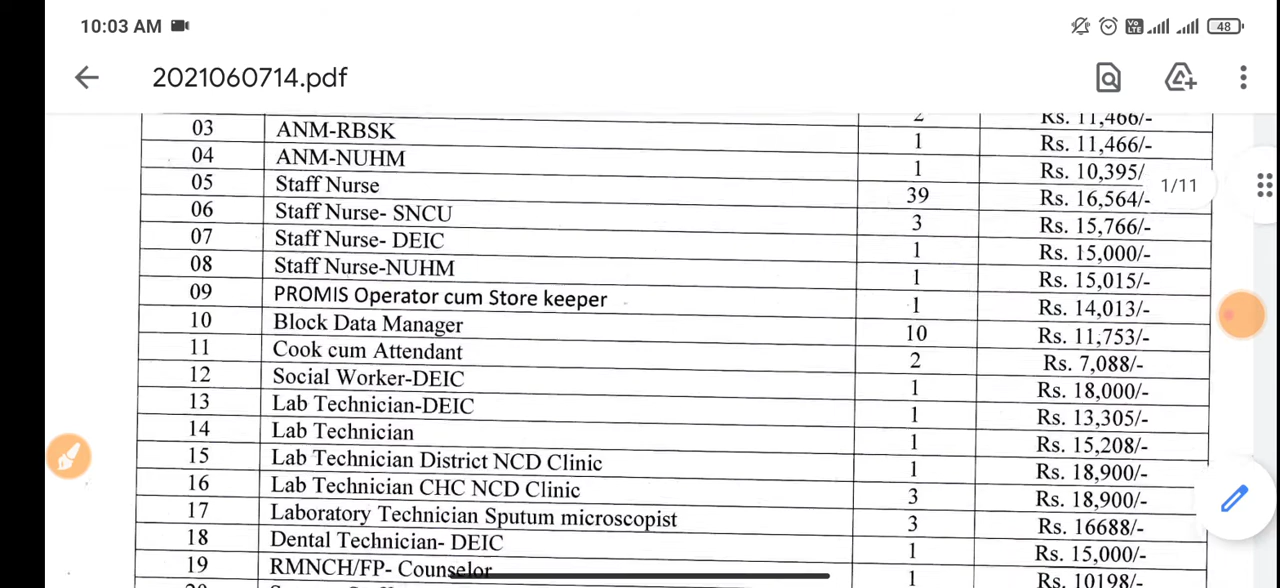 10:03 AM 48
2021060714.pdf
2 Rs. 11,466/-
03 ANM-RBSK 1 Rs. 11,466/-
04 ANM-NUHM 1 Rs. 10,395/
1/11
05 Staff Nurse 39 Rs. 16,564/-
06 Staff Nurse- SNCU 3 Rs. 15,766/-
07 Staff Nurse- DEIC 1 Rs. 15,000/-
08 Staff Nurse-NUHM 1 Rs. 15,015/-
09 PROMIS Operator cum Store keeper 1 Rs. 14,013/-
10 Block Data Manager 10 Rs. 11,753/-
11 Cook cum Attendant 2 Rs. 7,088/-
12 Social Worker-DEIC 1 Rs. 18,000/-
13 Lab Technician-DEIC 1 Rs. 13,305/-
14 Lab Technician 1 Rs. 15,208/-
15 Lab Technician District NCD Clinic 1 Rs. 18,900/-
16 Lab Technician CHC NCD Clinic 3 Rs. 18,900/-
17 Laboratory Technician Sputum microscopist 3 Rs. 16688/-
18 Dental Technician- DEIC 1 Rs. 15,000/-
19 RMNCH/FP- Counselor 1 Rs. 10198/-